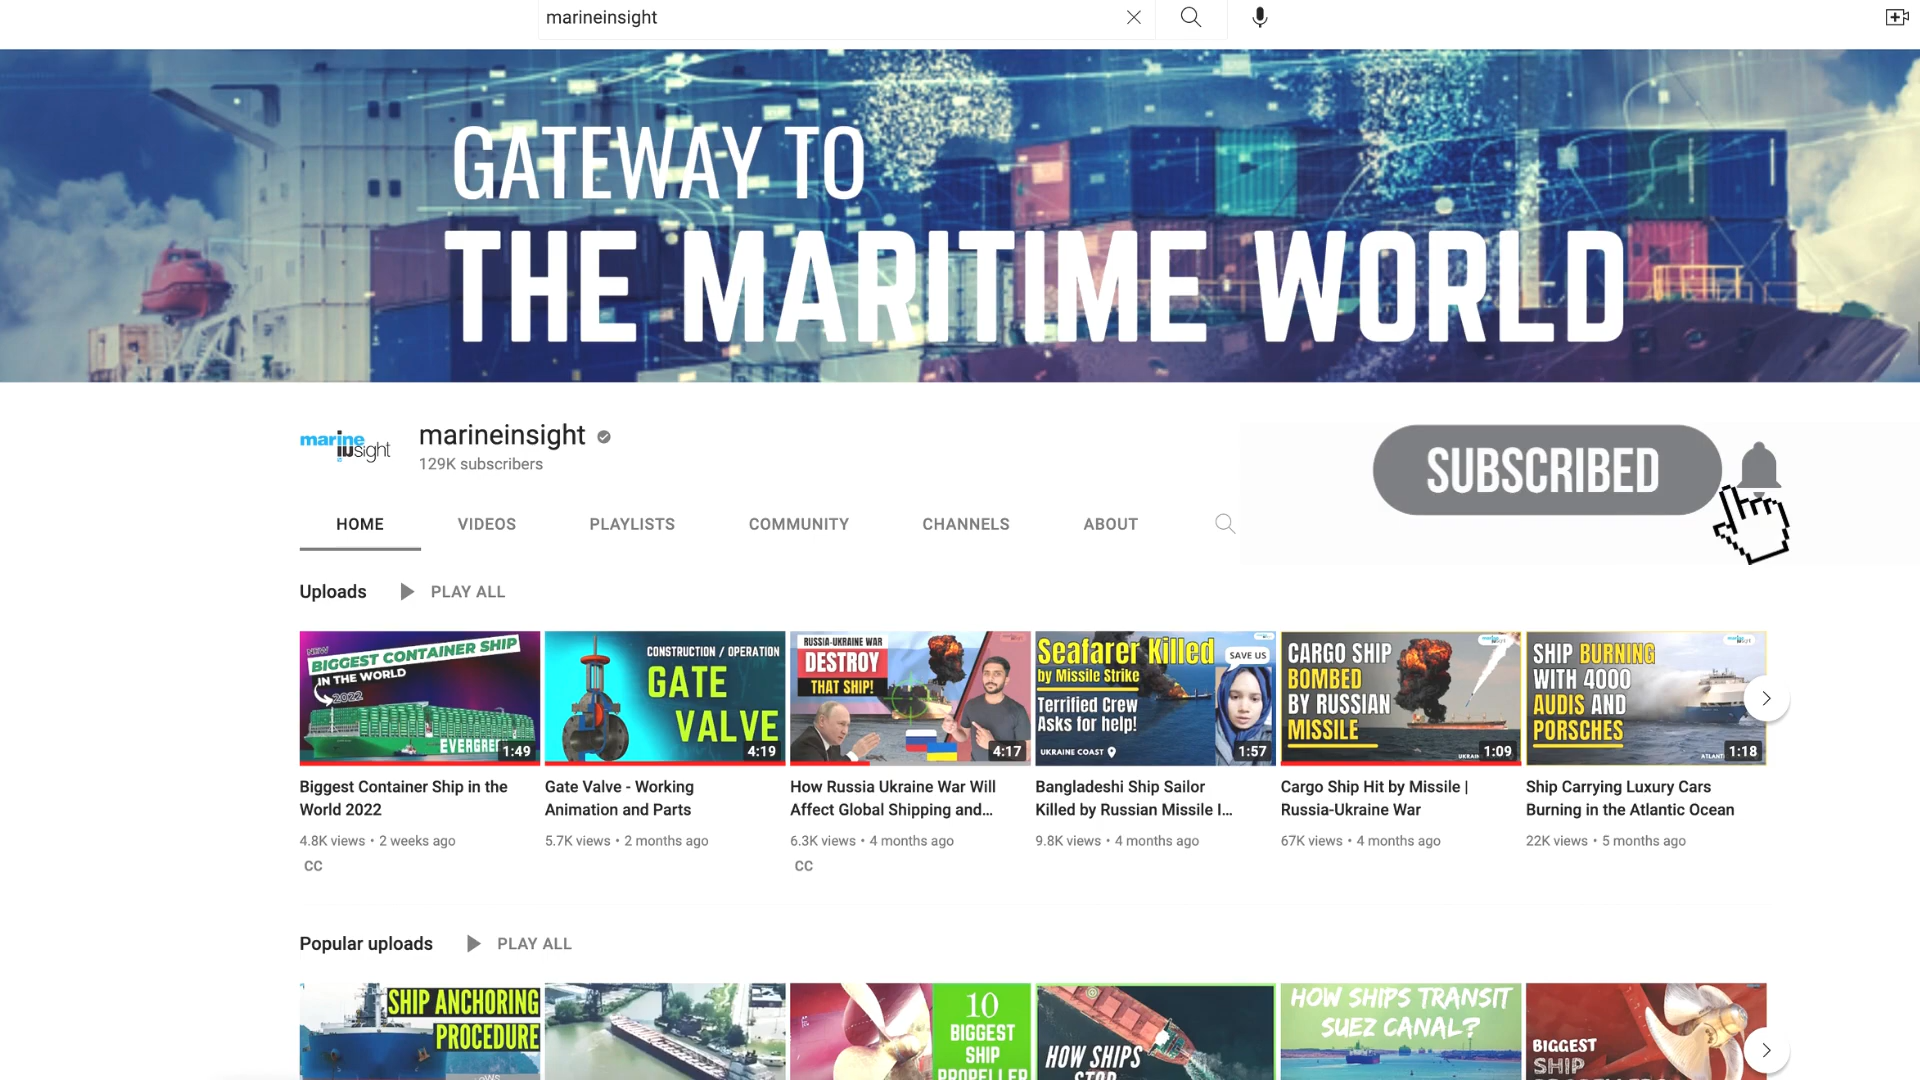 marineinsight
GATEWAY TO
THE MARITIME WORLD
marine
insight
marineinsight
129K subscribers
SUBSCRIBED
HOME
VIDEOS
PLAYLISTS
COMMUNITY
CHANNELS
ABOUT
Uploads
PLAY ALL
NEW
BIGGEST CONTAINER SHIP
IN THE WORLD
2022
EVERGREE
1:49
CONSTRUCTION / OPERATION
GATE
VALVE
4:19
RUSSIA-UKRAINE WAR
DESTROY
THAT SHIP!
4:17
Seafarer Killed
by Missile Strike
SAVE US
Terrified Crew
Asks for help!
UKRAINE COAST
1:57
CARGO SHIP
BOMBED
BY RUSSIAN
MISSILE
UKRAIN
1:09
SHIP BURNING
WITH 4000
AUDIS AND
PORSCHES
ATLANT
1:18
Biggest Container Ship in the
World 2022
4.8K views • 2 weeks ago
CC
Gate Valve - Working
Animation and Parts
5.7K views • 2 months ago
How Russia Ukraine War Will
Affect Global Shipping and...
6.3K views • 4 months ago
CC
Bangladeshi Ship Sailor
Killed by Russian Missile I...
9.8K views • 4 months ago
Cargo Ship Hit by Missile |
Russia-Ukraine War
67K views • 4 months ago
Ship Carrying Luxury Cars
Burning in the Atlantic Ocean
22K views • 5 months ago
Popular uploads
PLAY ALL
SHIP ANCHORING
PROCEDURE
10
BIGGEST
SHIP
PROPELLER
HOW SHIPS
STOP
HOW SHIPS TRANSIT
SUEZ CANAL?
BIGGEST
SHIP